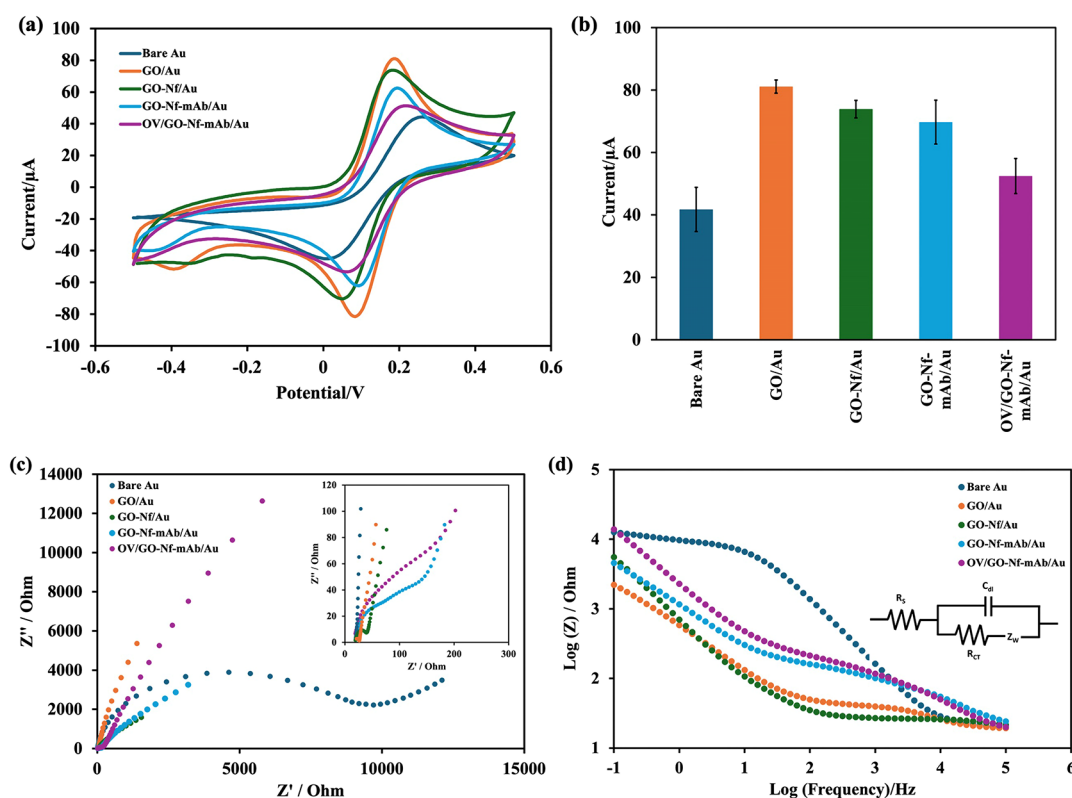 (a)
100
80
60
40
20
0
-20
-40
-60
-80
-100
Current/µA
Bare Au
GO/Au
GO-Nf/Au
GO-Nf-mAb/Au
OV/GO-Nf-mAb/Au
-0.6 -0.4 -0.2 0 0.2 0.4 0.6
Potential/V
(b)
100
80
60
40
20
0
Current/µA
Bare Au
GO/Au
GO-Nf/Au
GO-Nf-
mAb/Au
OV/GO-Nf-
mAb/Au
(c)
14000
12000
10000
8000
6000
4000
2000
0
Z'' / Ohm
Bare Au
GO/Au
GO-Nf/Au
GO-Nf-mAb/Au
OV/GO-Nf-mAb/Au
120
100
80
60
40
20
0
Z'' / Ohm
0 100 200 300
Z' / Ohm
0 5000 10000 15000
Z' / Ohm
(d)
5
4
3
2
1
Log (Z) / Ohm
Bare Au
GO/Au
GO-Nf/Au
GO-Nf-mAb/Au
OV/GO-Nf-mAb/Au
Cdl
RS
RCT
ZW
-1 0 1 2 3 4 5 6
Log (Frequency)/Hz